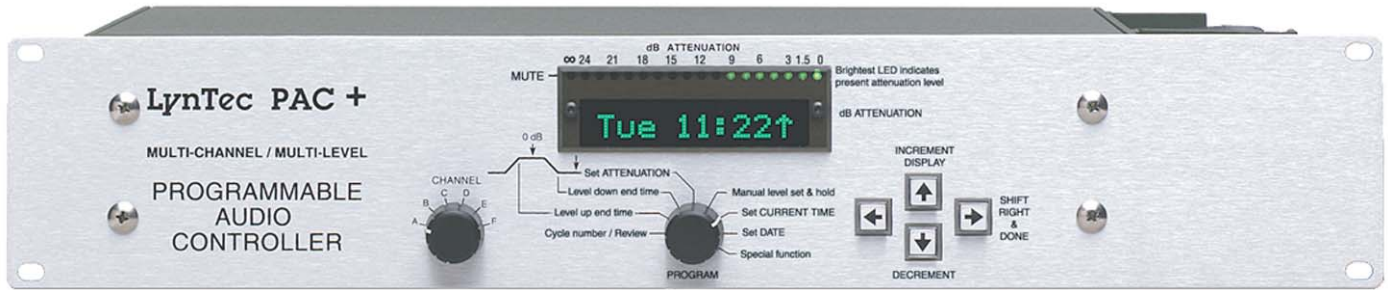 dB ATTENUATION
∞ 24 21 18 15 12 9 6 3 1.5 0
MUTE
Brightest LED indicates
present attenuation level
LynTec PAC +
Tue 11:22↑
dB ATTENUATION
MULTI-CHANNEL / MULTI-LEVEL
PROGRAMMABLE
AUDIO
CONTROLLER
0 dB
CHANNEL
A B C D E F
Set ATTENUATION
Level down end time
Level up end time
Cycle number / Review
Manual level set & hold
Set CURRENT TIME
Set DATE
Special function
PROGRAM
INCREMENT
DISPLAY
SHIFT
RIGHT
&
DONE
DECREMENT